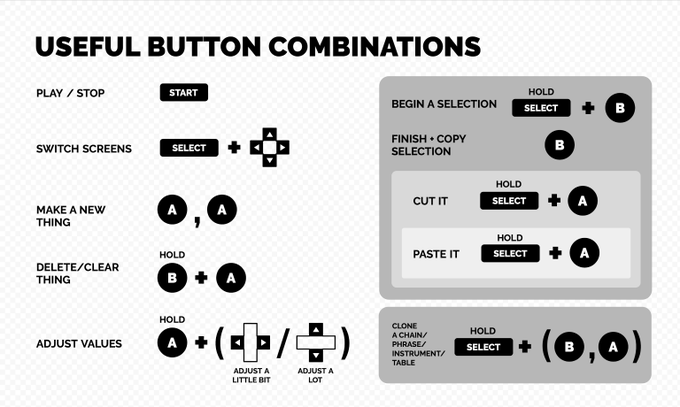 USEFUL BUTTON COMBINATIONS
PLAY / STOP
START
SWITCH SCREENS
SELECT +
MAKE A NEW
THING
A , A
DELETE/CLEAR
THING
HOLD
B + A
ADJUST VALUES
HOLD
A + ( / )
ADJUST A
LITTLE BIT
ADJUST A
LOT
BEGIN A SELECTION
HOLD
SELECT + B
FINISH + COPY
SELECTION
B
CUT IT
HOLD
SELECT + A
PASTE IT
HOLD
SELECT + A
CLONE
A CHAIN/
PHRASE/
INSTRUMENT/
TABLE
HOLD
SELECT + ( B , A )